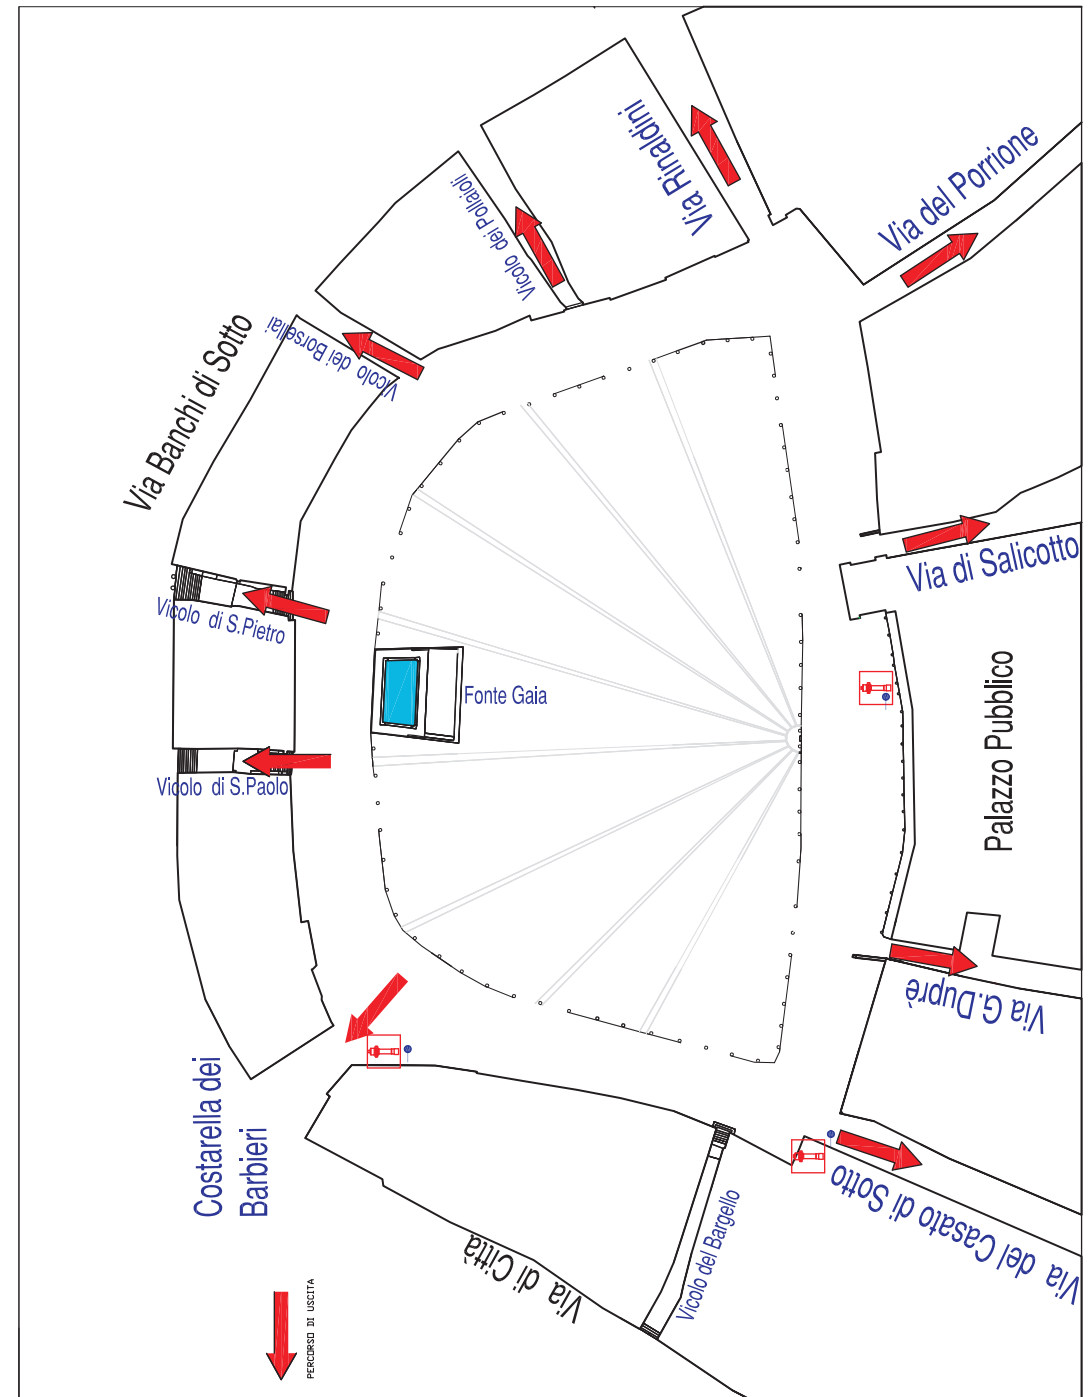 Via Rinaldini
Via del Porrione
Vicolo dei Pollaioli
Vicolo dei Borsellai
Via Banchi di Sotto
Via di Salicotto
Vicolo di S.Pietro
Fonte Gaia
Palazzo Pubblico
Vicolo di S.Paolo
Via G.Duprè
Costarella dei
Barbieri
Via del Casato di Sotto
Vicolo del Bargello
Via di Città
PERCORSO DI USCITA